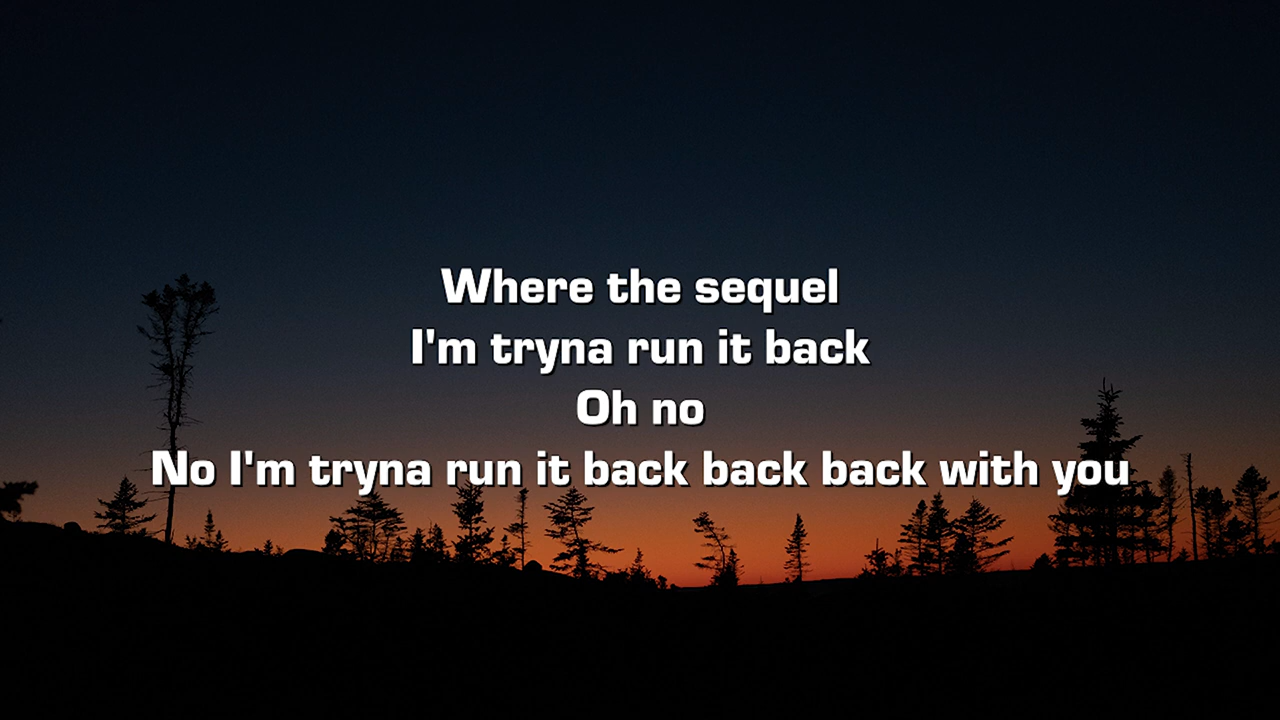 Where the sequel
I'm tryna run it back
Oh no
No I'm tryna run it back back back with you